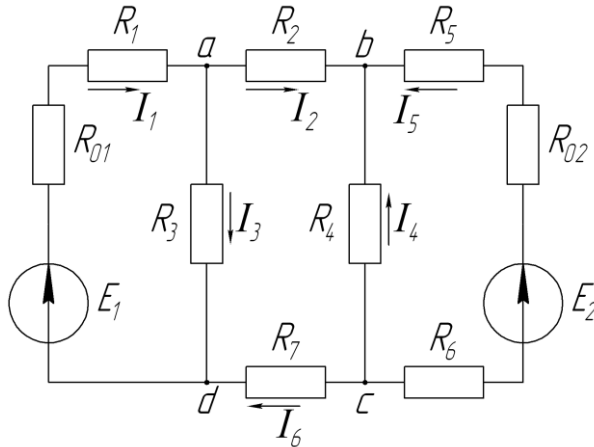 R1 a R2 b R5
I1 I2 I5
R01 R02
R3 I3 R4 I4
E1 E2
R7 R6
d I6 c